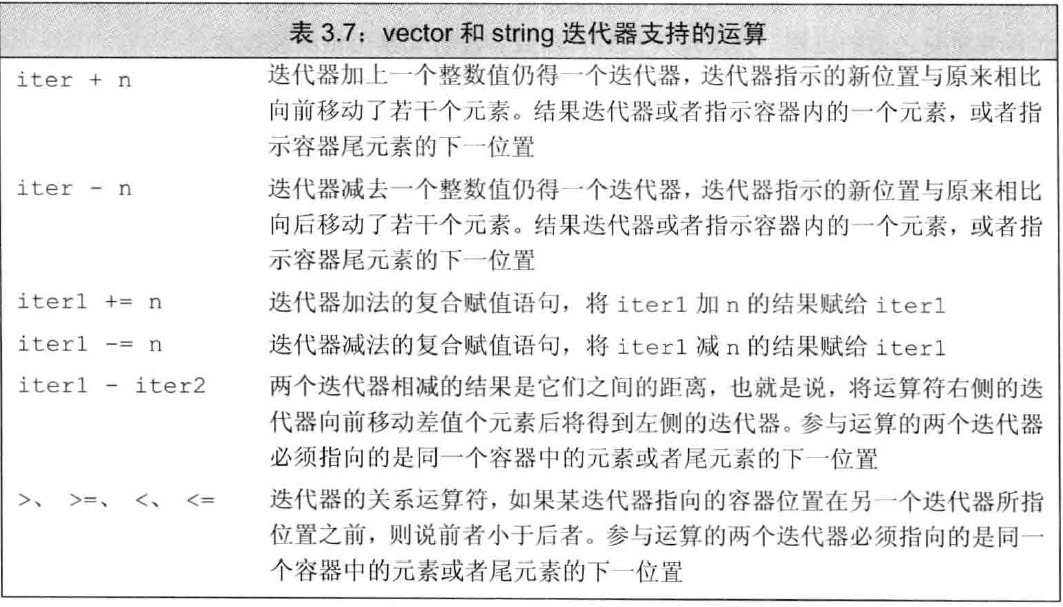 表 3.7：vector 和 string 迭代器支持的运算
iter + n 迭代器加上一个整数值仍得一个迭代器，迭代器指示的新位置与原来相比
向前移动了若干个元素。结果迭代器或者指示容器内的一个元素，或者指
示容器尾元素的下一位置
iter - n 迭代器减去一个整数值仍得一个迭代器，迭代器指示的新位置与原来相比
向后移动了若干个元素。结果迭代器或者指示容器内的一个元素，或者指
示容器尾元素的下一位置
iter1 += n 迭代器加法的复合赋值语句，将 iter1 加 n 的结果赋给 iter1
iter1 -= n 迭代器减法的复合赋值语句，将 iter1 减 n 的结果赋给 iter1
iter1 - iter2 两个迭代器相减的结果是它们之间的距离，也就是说，将运算符右侧的迭
代器向前移动差值个元素后将得到左侧的迭代器。参与运算的两个迭代器
必须指向的是同一个容器中的元素或者尾元素的下一位置
>、 >=、 <、 <= 迭代器的关系运算符，如果某迭代器指向的容器位置在另一个迭代器所指
位置之前，则说前者小于后者。参与运算的两个迭代器必须指向的是同一
个容器中的元素或者尾元素的下一位置